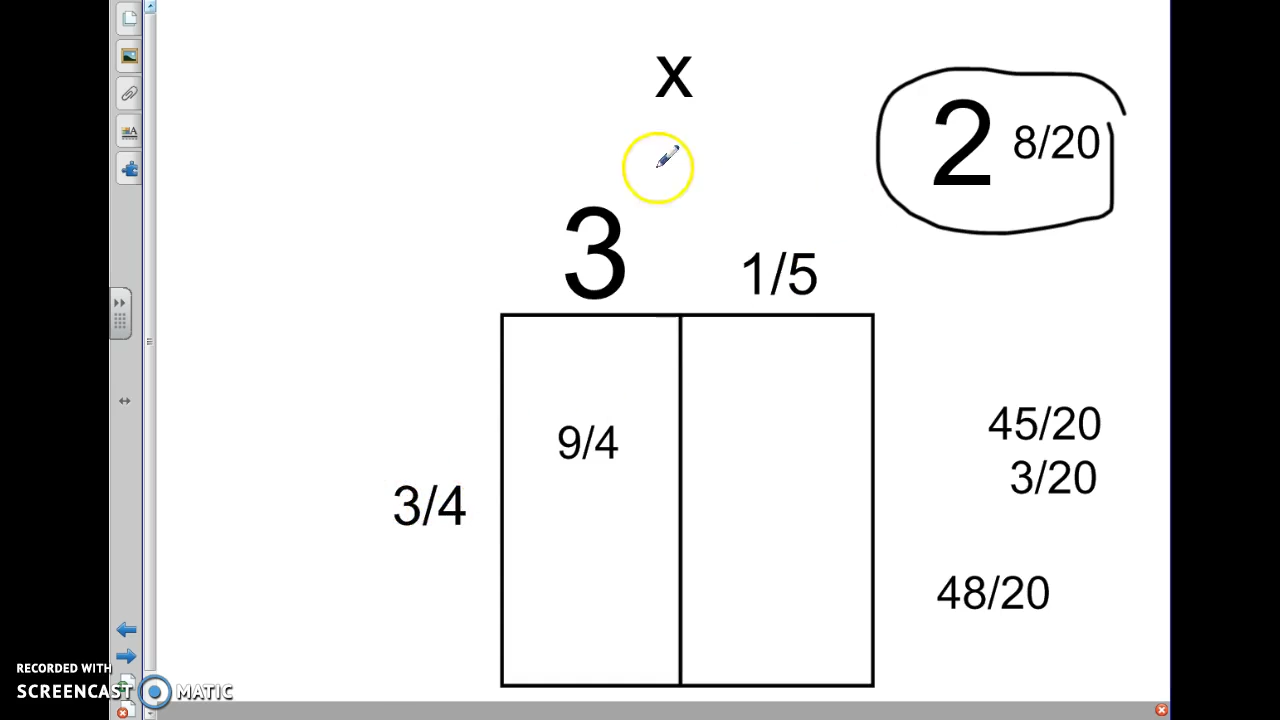 x
2 8/20
3 1/5
9/4
3/4
45/20
3/20
48/20
RECORDED WITH
SCREENCAST MATIC